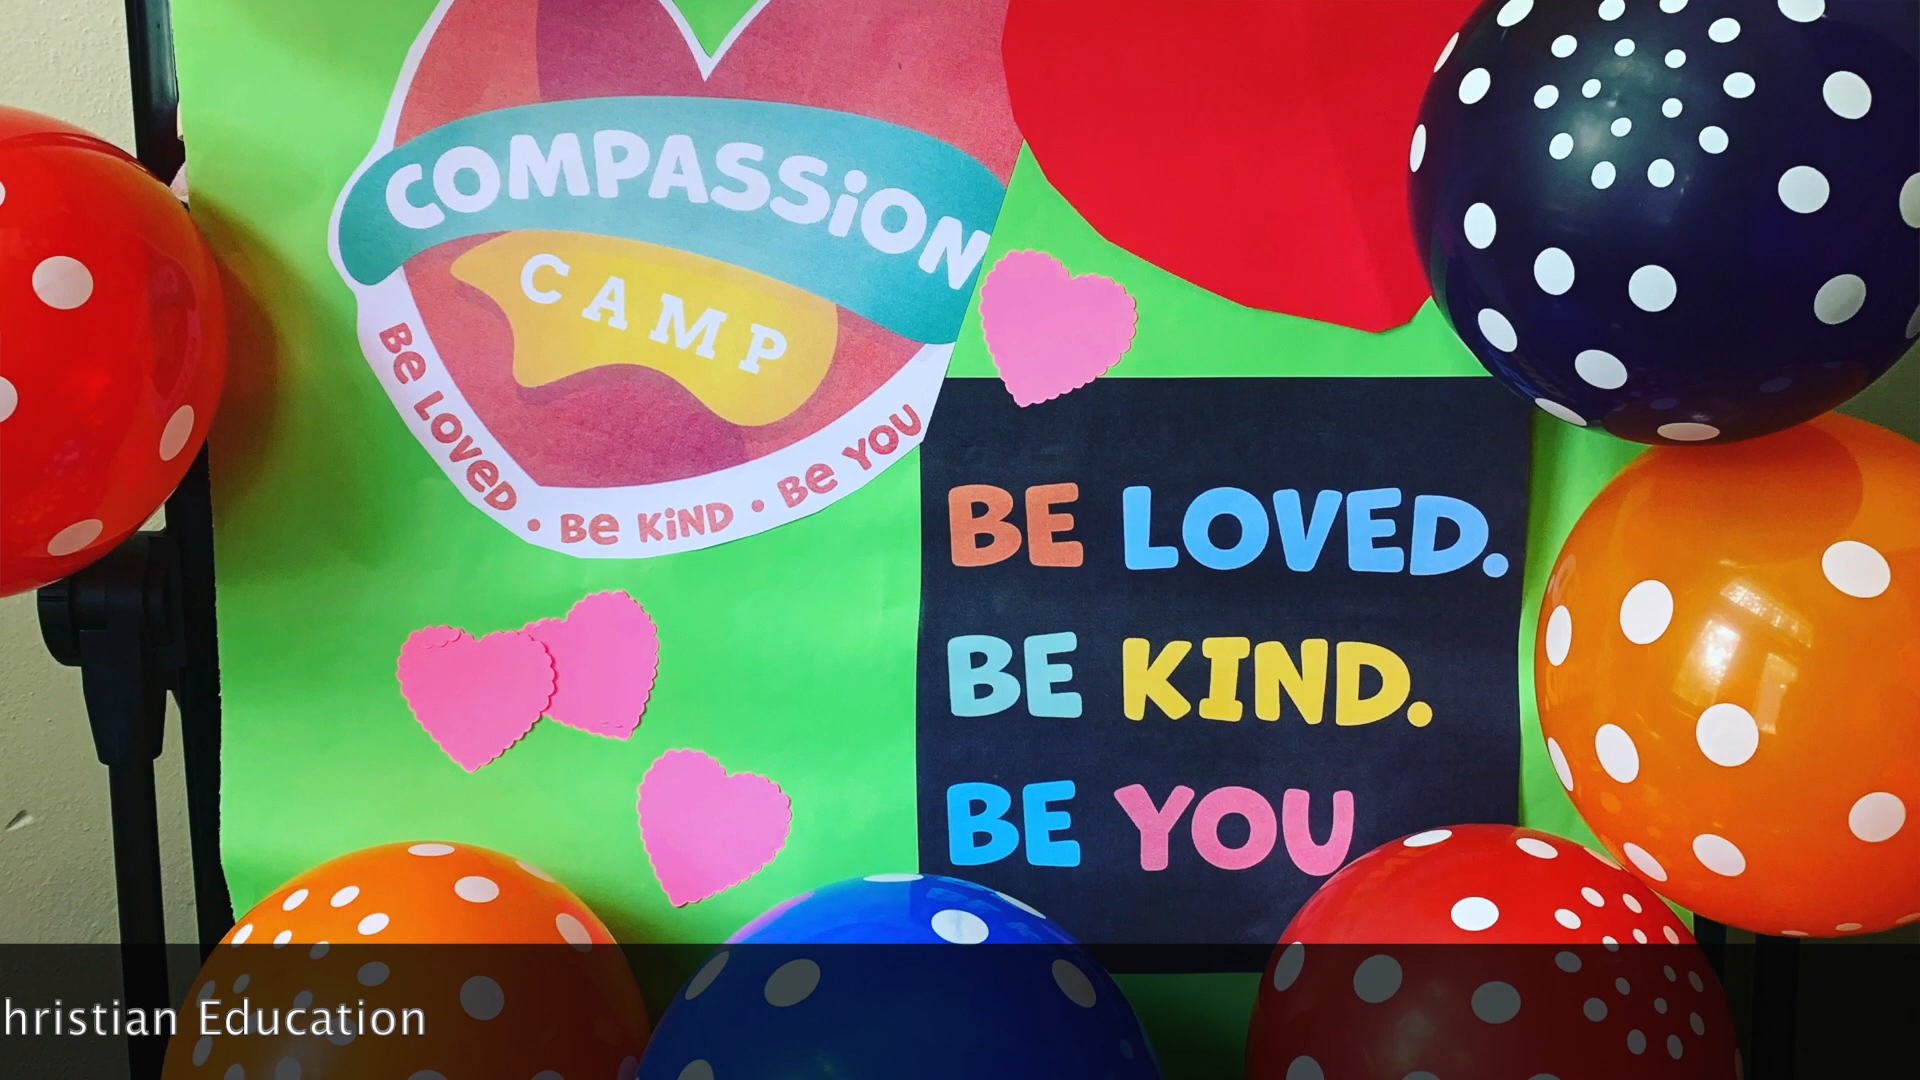 COMPASSiON
CAMP
Be LOVeD • Be KiND • Be YOU
BE LOVED.
BE KIND.
BE YOU
hristian Education